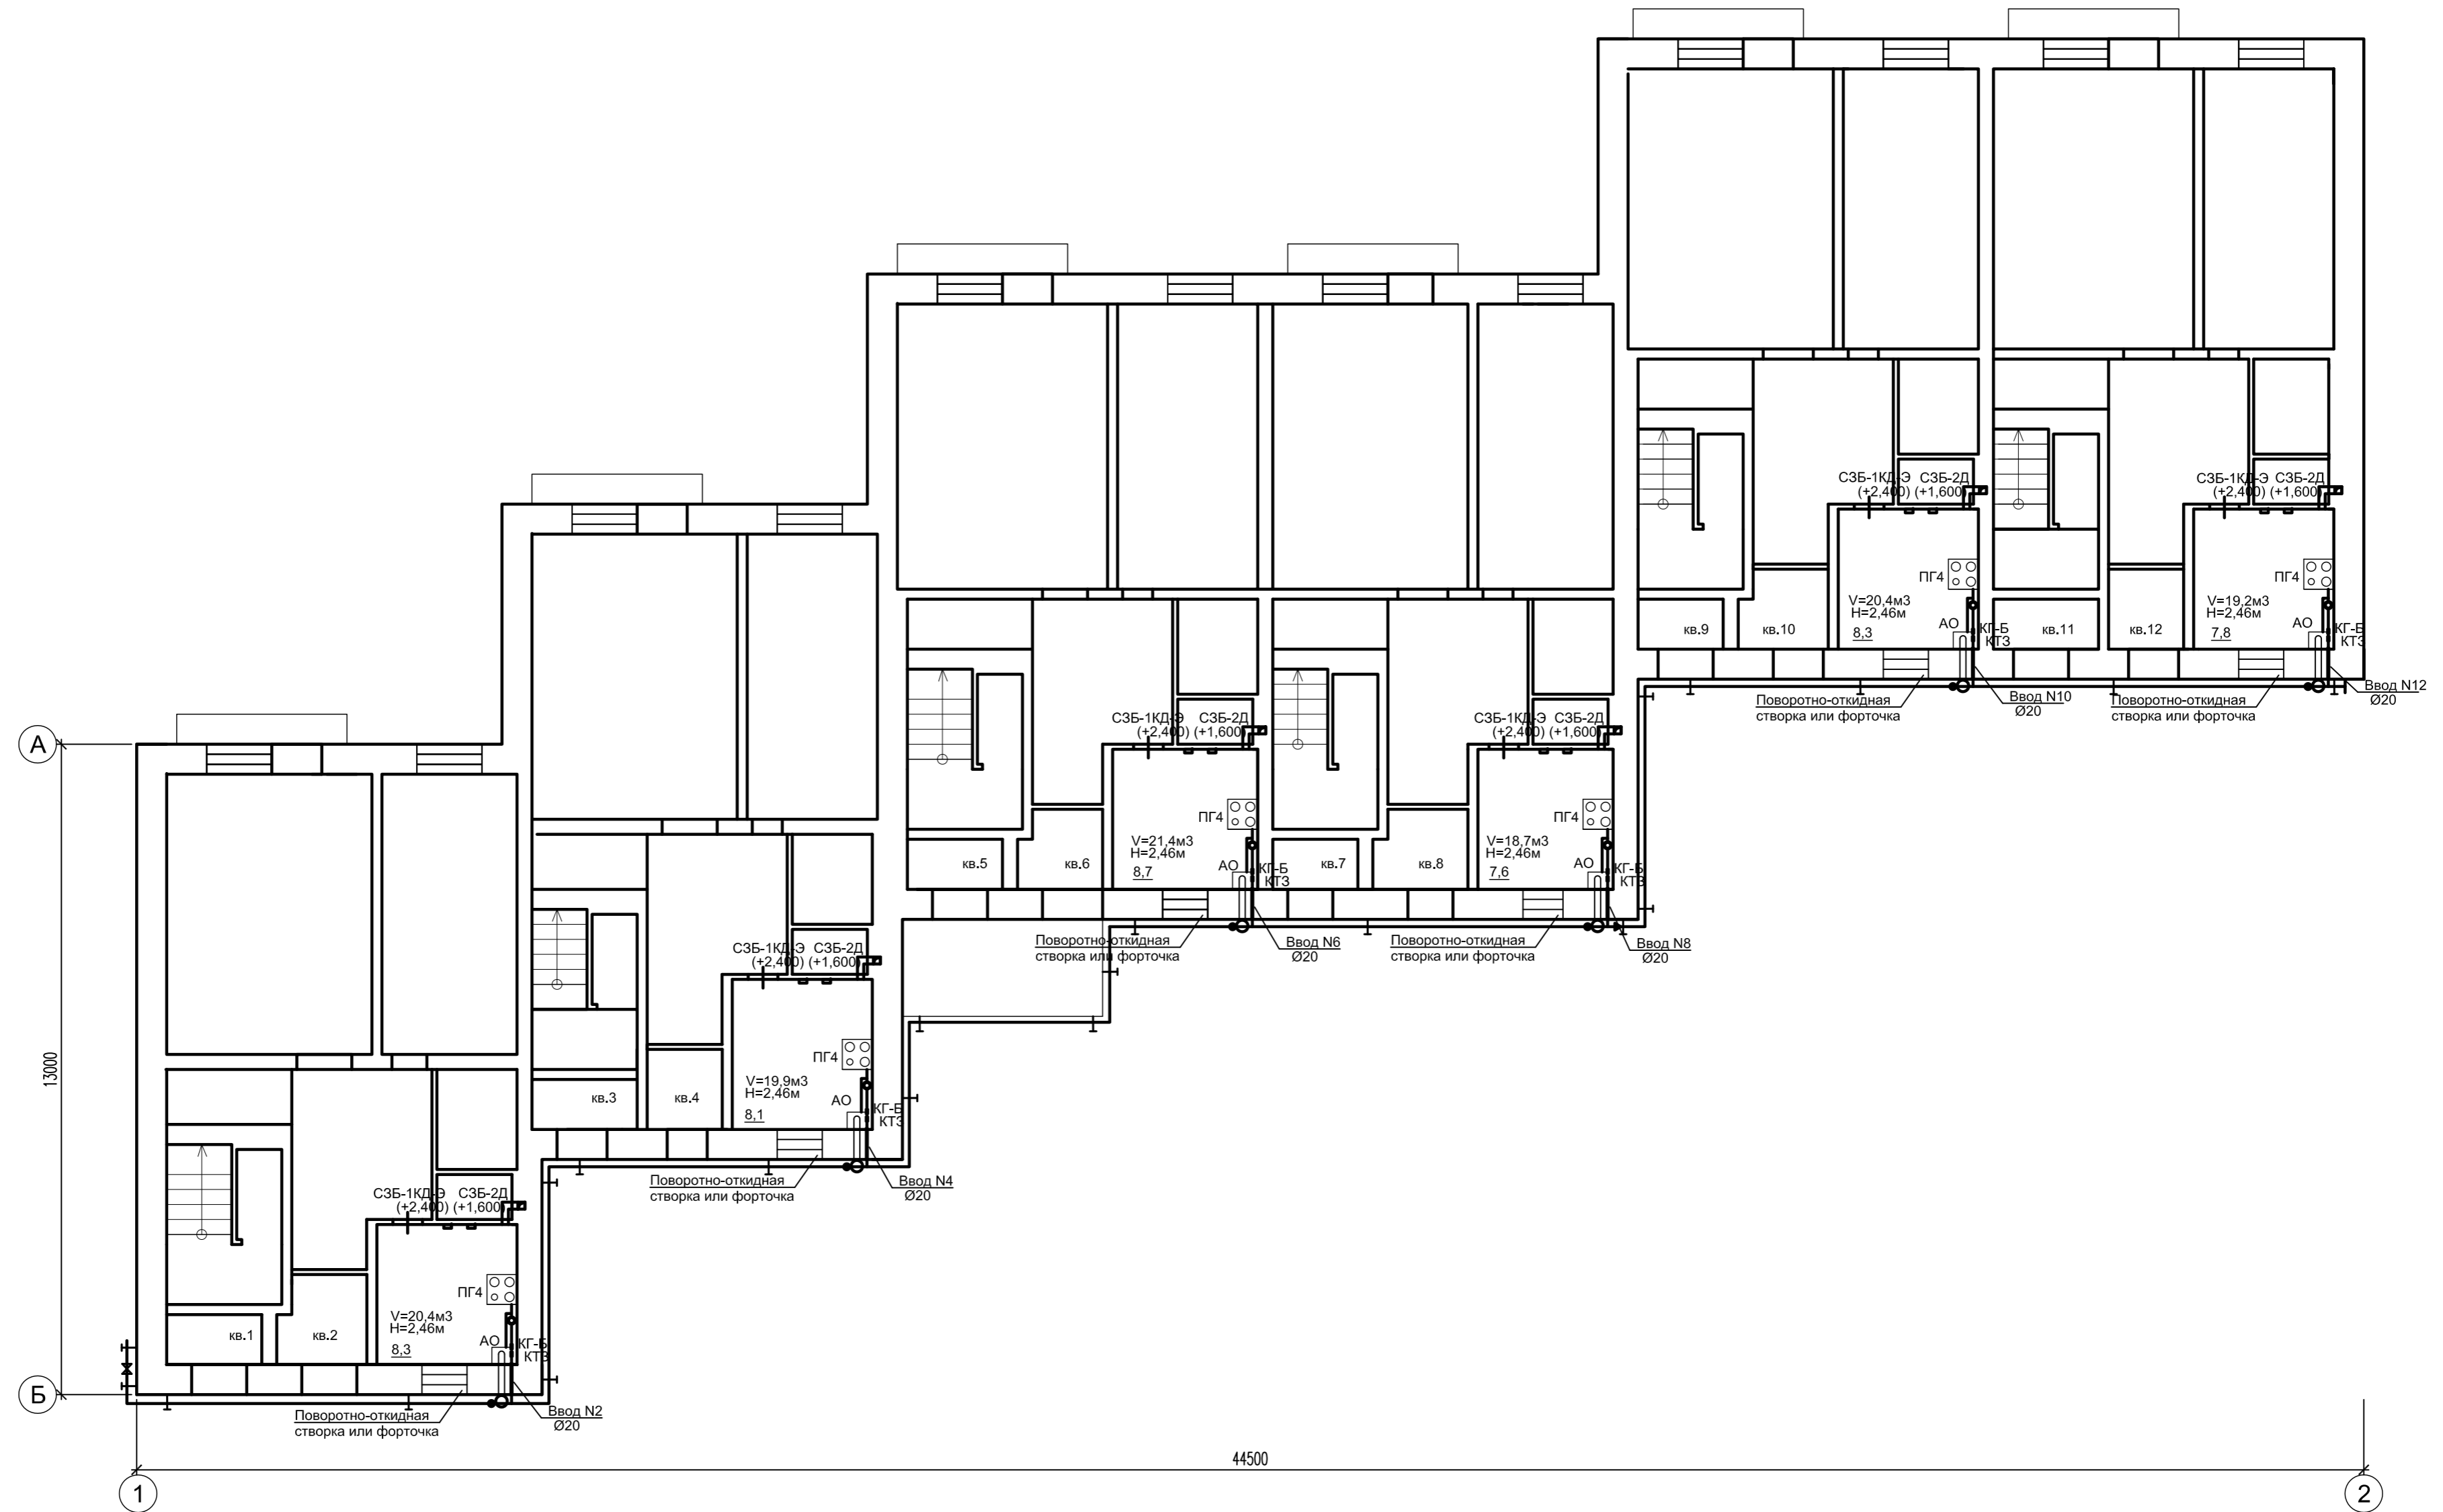 СЗБ-1КД-Э СЗБ-2Д
(+2,400) (+1,600)
ПГ4
V=20,4м3
H=2,46м
8,3
АО
КГ-Б
КТЗ
кв.9
кв.10
Поворотно-откидная
створка или форточка
Ввод N10
Ø20
СЗБ-1КД-Э СЗБ-2Д
(+2,400) (+1,600)
ПГ4
V=19,2м3
H=2,46м
7,8
АО
КГ-Б
КТЗ
кв.11
кв.12
Поворотно-откидная
створка или форточка
Ввод N12
Ø20
СЗБ-1КД-Э СЗБ-2Д
(+2,400) (+1,600)
ПГ4
V=21,4м3
H=2,46м
8,7
АО
КГ-Б
КТЗ
кв.5
кв.6
Поворотно-откидная
створка или форточка
Ввод N6
Ø20
СЗБ-1КД-Э СЗБ-2Д
(+2,400) (+1,600)
ПГ4
V=18,7м3
H=2,46м
7,6
АО
КГ-Б
КТЗ
кв.7
кв.8
Поворотно-откидная
створка или форточка
Ввод N8
Ø20
А
13000
СЗБ-1КД-Э СЗБ-2Д
(+2,400) (+1,600)
ПГ4
V=19,9м3
H=2,46м
8,1
АО
КГ-Б
КТЗ
кв.3
кв.4
Поворотно-откидная
створка или форточка
Ввод N4
Ø20
СЗБ-1КД-Э СЗБ-2Д
(+2,400) (+1,600)
ПГ4
V=20,4м3
H=2,46м
8,3
АО
КГ-Б
КТЗ
кв.1
кв.2
Б
Поворотно-откидная
створка или форточка
Ввод N2
Ø20
44500
1
2